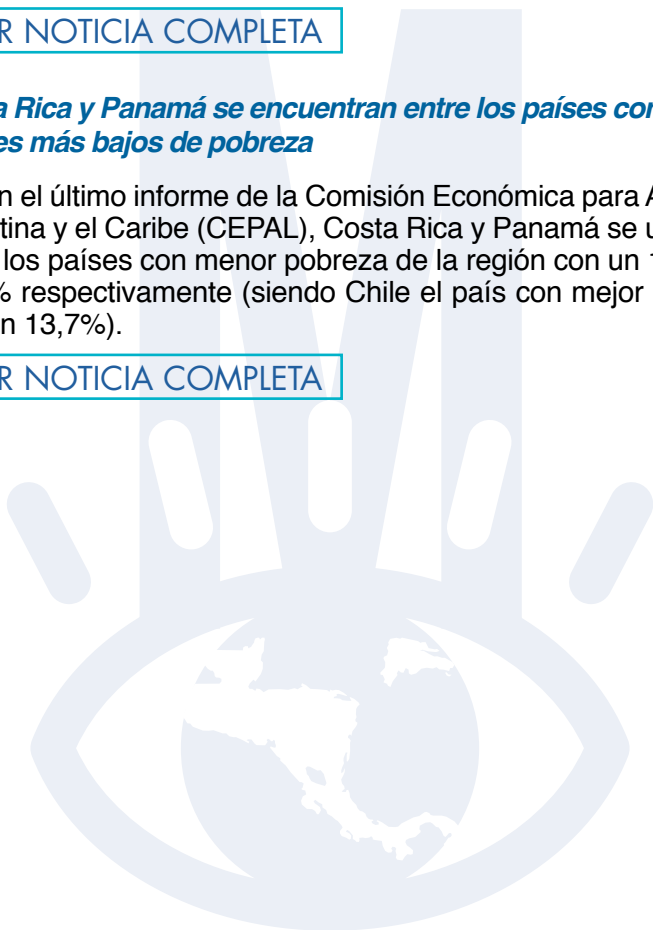 R NOTICIA COMPLETA
a Rica y Panamá se encuentran entre los países con
es más bajos de pobreza
n el último informe de la Comisión Económica para A
tina y el Caribe (CEPAL), Costa Rica y Panamá se u
los países con menor pobreza de la región con un
% respectivamente (siendo Chile el país con mejor
n 13,7%).
R NOTICIA COMPLETA